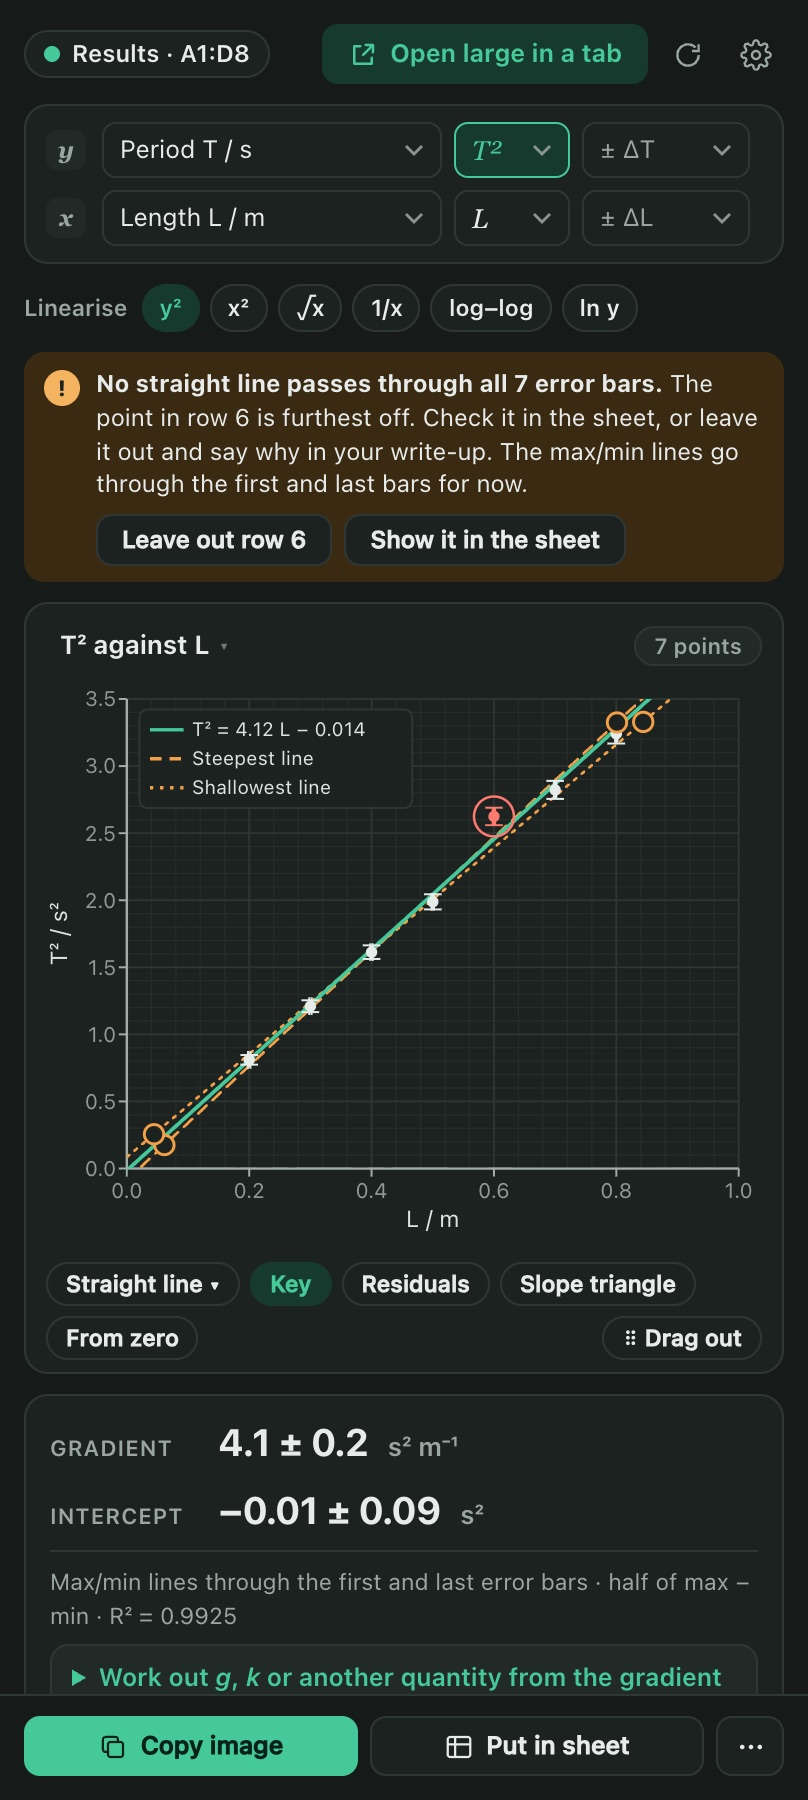 Results · A1:D8
Open large in a tab
y Period T / s T² ± ΔT
x Length L / m L ± ΔL
Linearise y² x² √x 1/x log–log ln y
! No straight line passes through all 7 error bars. The
point in row 6 is furthest off. Check it in the sheet, or leave
it out and say why in your write-up. The max/min lines go
through the first and last bars for now.
Leave out row 6 Show it in the sheet
T² against L ▾ 7 points
T² = 4.12 L − 0.014
Steepest line
Shallowest line
3.5
3.0
2.5
2.0
1.5
1.0
0.5
0.0
T² / s²
0.0 0.2 0.4 0.6 0.8 1.0
L / m
Straight line ▾ Key Residuals Slope triangle
From zero ⠿ Drag out
GRADIENT 4.1 ± 0.2 s² m⁻¹
INTERCEPT −0.01 ± 0.09 s²
Max/min lines through the first and last error bars · half of max −
min · R² = 0.9925
▶ Work out g, k or another quantity from the gradient
Copy image Put in sheet ···